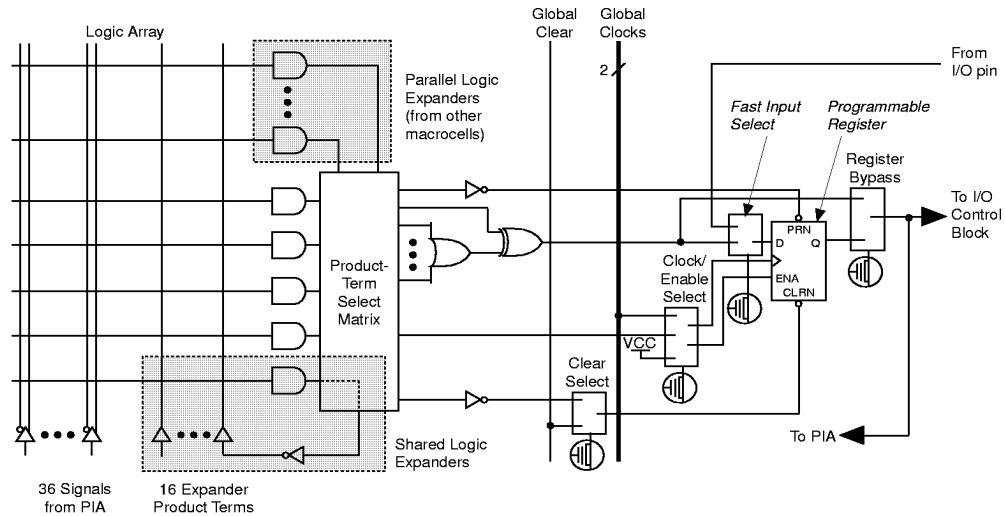 Logic Array
Parallel Logic
Expanders
(from other
macrocells)
Global
Clear
Global
Clocks
2
From
I/O pin
Fast Input
Select
Programmable
Register
Register
Bypass
To I/O
Control
Block
PRN
D
Q
ENA
CLRN
Clock/
Enable
Select
Product-
Term
Select
Matrix
VCC
Clear
Select
To PIA
Shared Logic
Expanders
36 Signals
from PIA
16 Expander
Product Terms